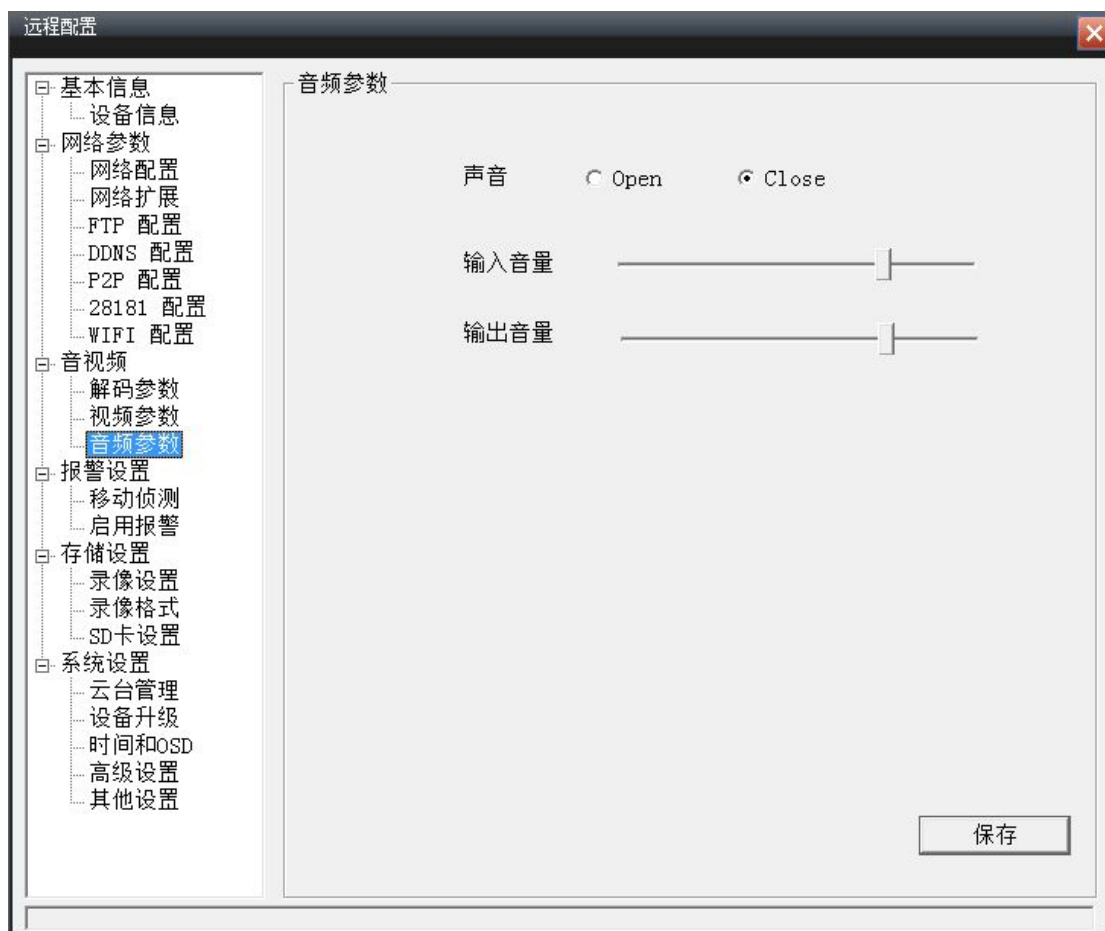 远程配置
基本信息
设备信息
网络参数
网络配置
网络扩展
FTP 配置
DDNS 配置
P2P 配置
28181 配置
WIFI 配置
音视频
解码参数
视频参数
音频参数
报警设置
移动侦测
启用报警
存储设置
录像设置
录像格式
SD卡设置
系统设置
云台管理
设备升级
时间和OSD
高级设置
其他设置
音频参数
声音 Open Close
输入音量
输出音量
保存